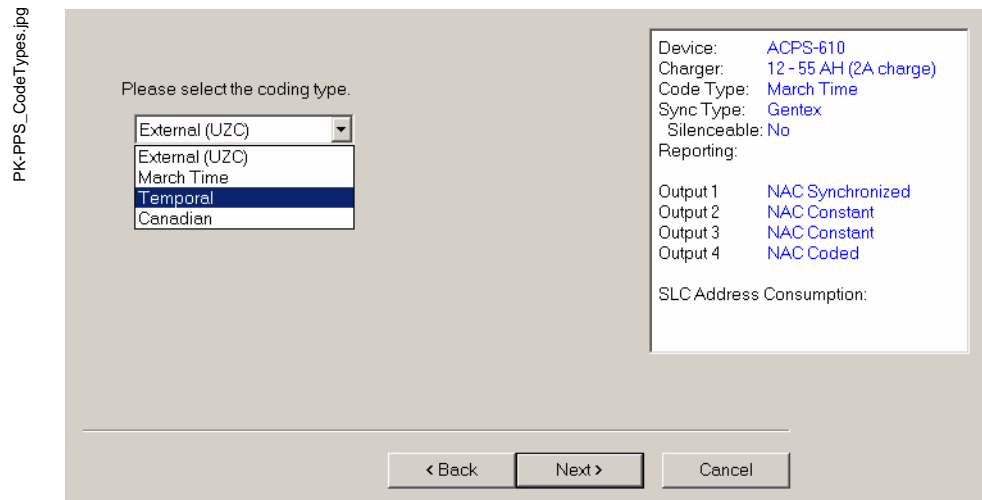 PK-PPS_CodeTypes.jpg
Please select the coding type.
External (UZC)
External (UZC)
March Time
Temporal
Canadian
Device: ACPS-610
Charger: 12 - 55 AH (2A charge)
Code Type: March Time
Sync Type: Gentex
Silenceable: No
Reporting:
Output 1 NAC Synchronized
Output 2 NAC Constant
Output 3 NAC Constant
Output 4 NAC Coded
SLC Address Consumption:
< Back Next > Cancel